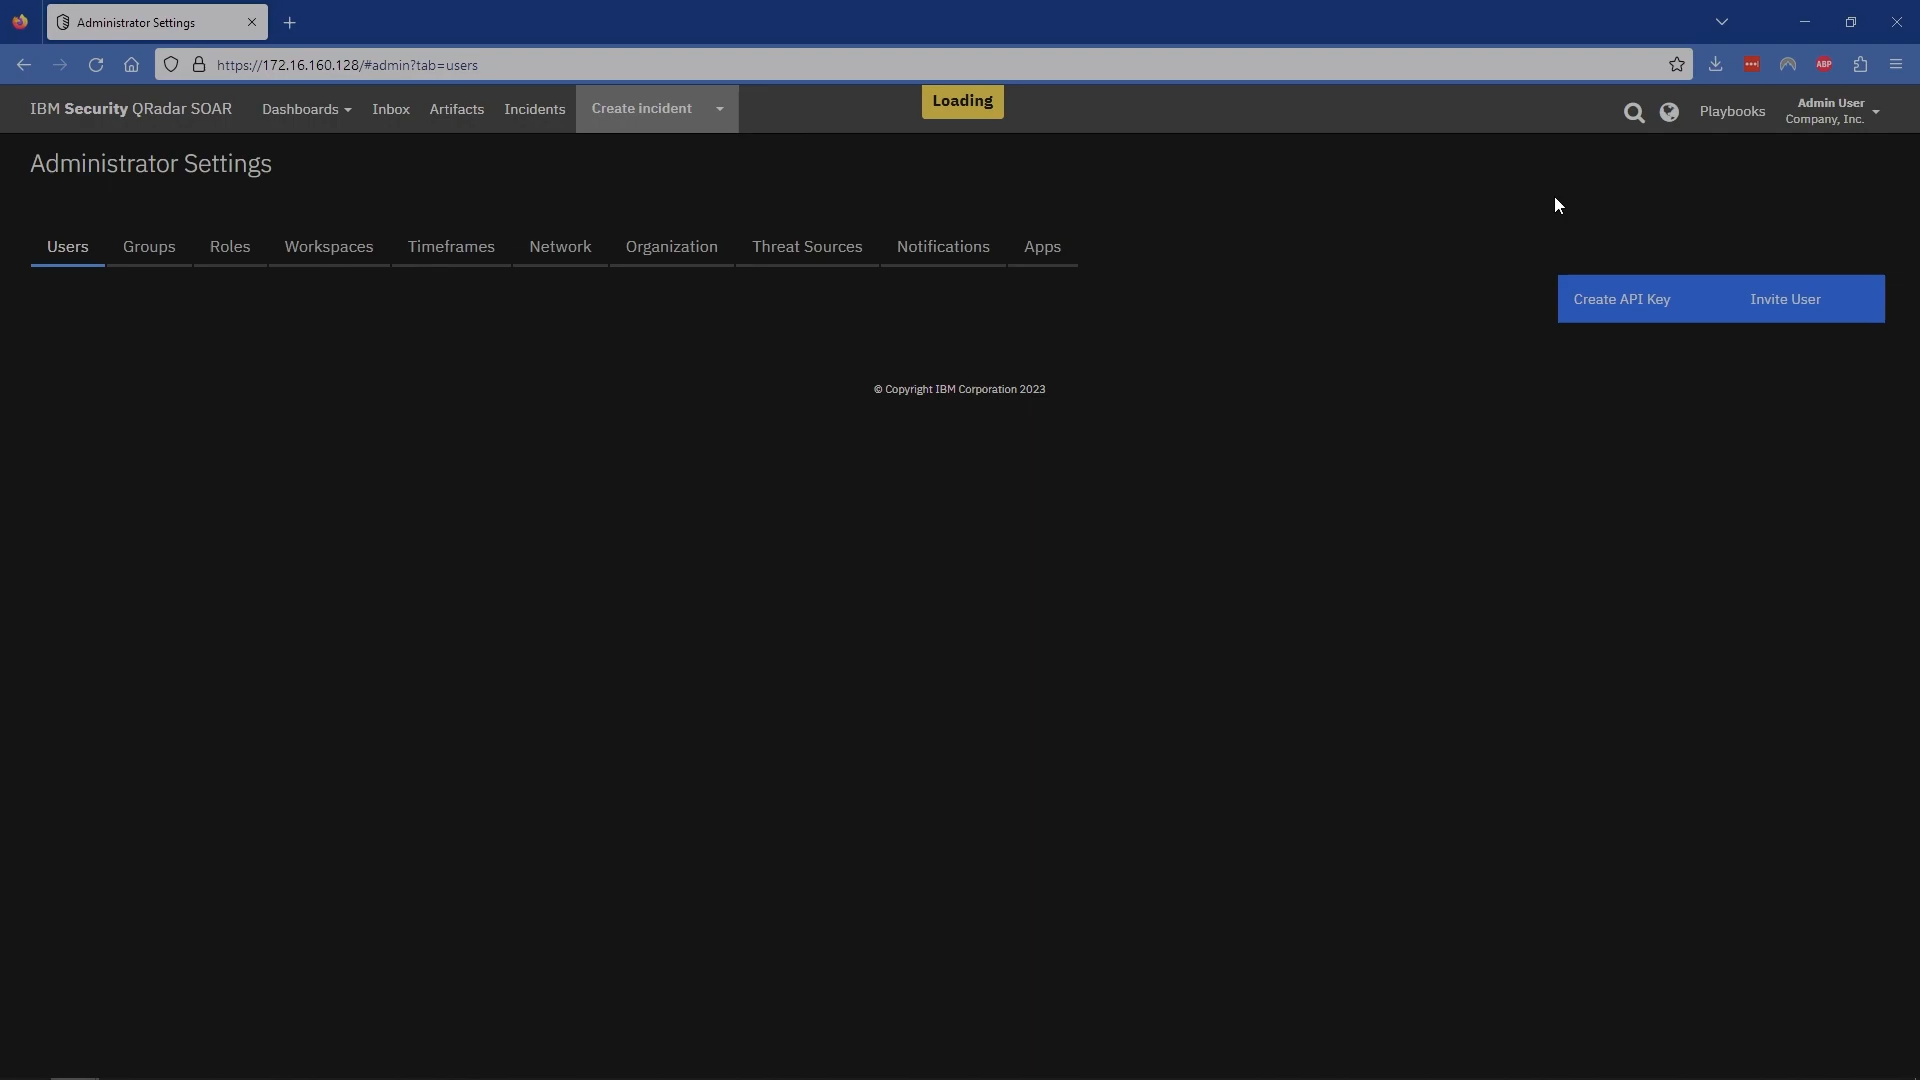 Administrator Settings
https://172.16.160.128/#admin?tab=users
ABP
IBM Security QRadar SOAR
Dashboards
Inbox
Artifacts
Incidents
Create incident
Loading
Playbooks
Admin User
Company, Inc.
Administrator Settings
Users
Groups
Roles
Workspaces
Timeframes
Network
Organization
Threat Sources
Notifications
Apps
Create API Key
Invite User
© Copyright IBM Corporation 2023